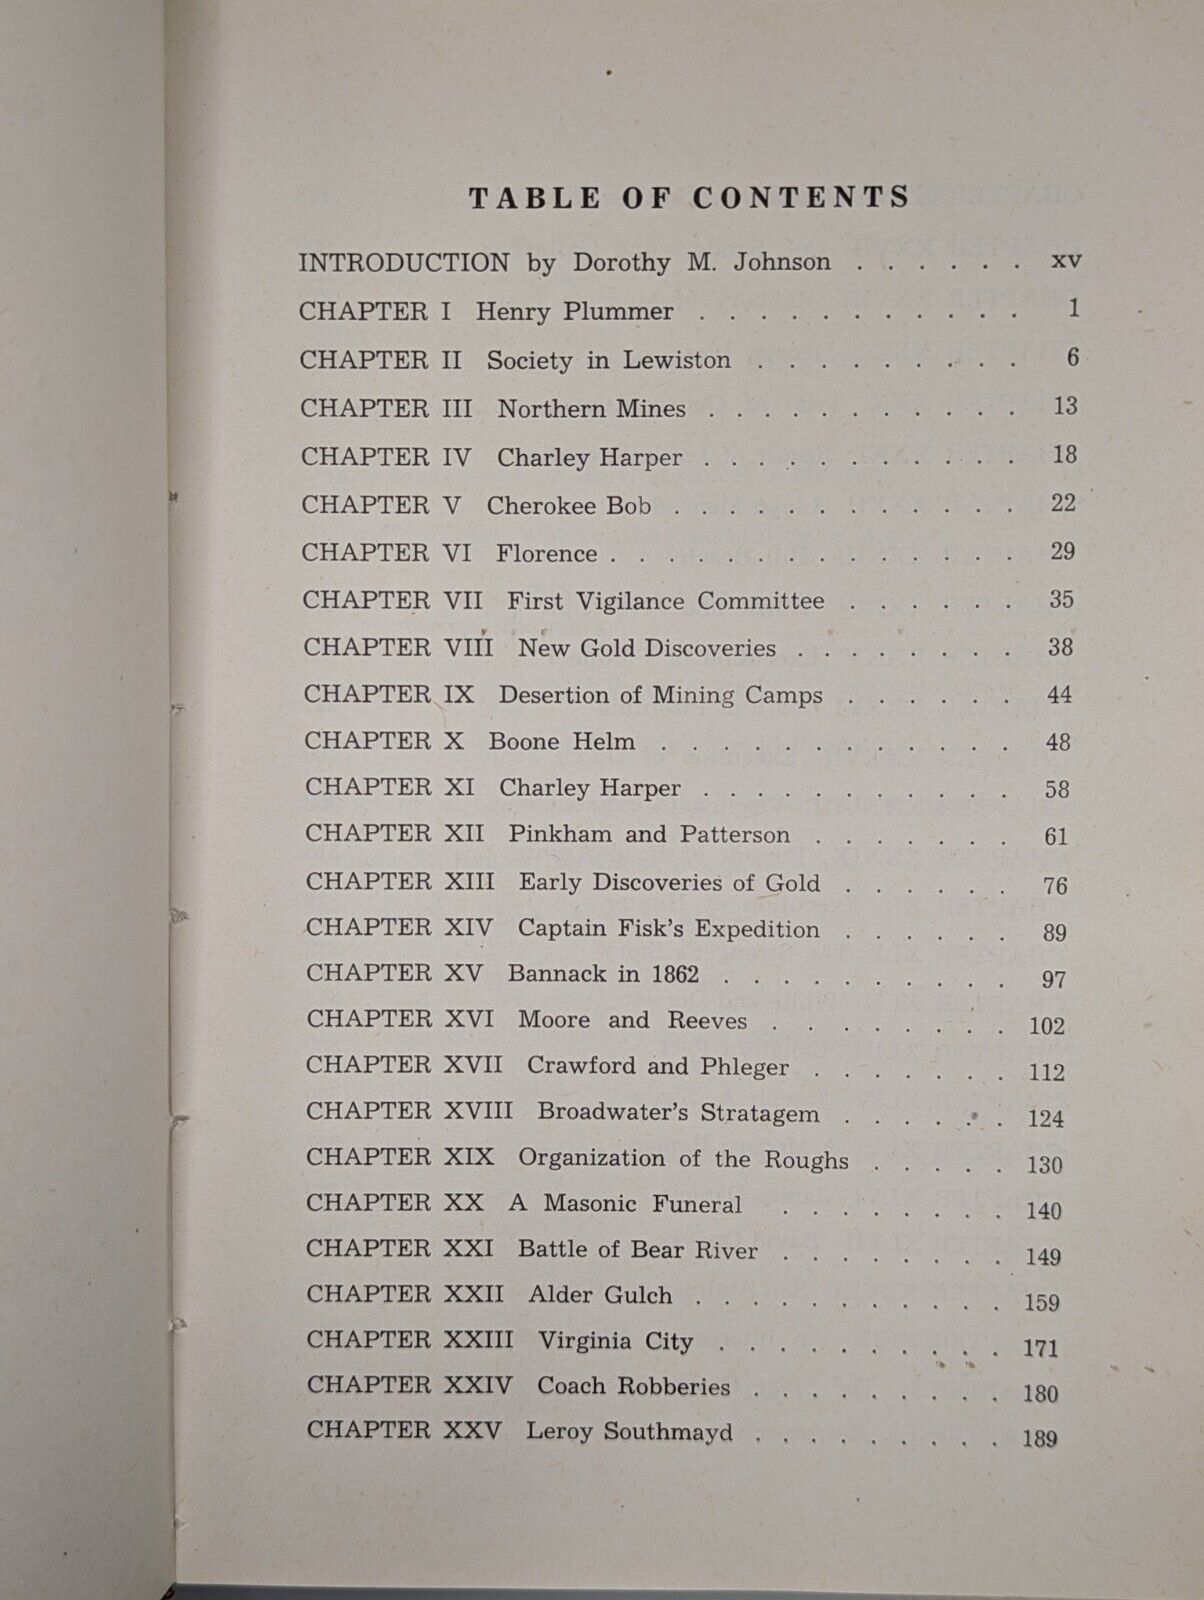 TABLE OF CONTENTS
INTRODUCTION by Dorothy M. Johnson . . . . . . xv
CHAPTER I Henry Plummer . . . . . . . . . . . . 1
CHAPTER II Society in Lewiston . . . . . . . . . . 6
CHAPTER III Northern Mines . . . . . . . . . . . . 13
CHAPTER IV Charley Harper . . . . . . . . . . . . 18
CHAPTER V Cherokee Bob . . . . . . . . . . . . . 22
CHAPTER VI Florence . . . . . . . . . . . . . . . 29
CHAPTER VII First Vigilance Committee . . . . . . 35
CHAPTER VIII New Gold Discoveries . . . . . . . . 38
CHAPTER IX Desertion of Mining Camps . . . . . . 44
CHAPTER X Boone Helm . . . . . . . . . . . . . 48
CHAPTER XI Charley Harper . . . . . . . . . . . 58
CHAPTER XII Pinkham and Patterson . . . . . . . 61
CHAPTER XIII Early Discoveries of Gold . . . . . . 76
CHAPTER XIV Captain Fisk's Expedition . . . . . . 89
CHAPTER XV Bannack in 1862 . . . . . . . . . . 97
CHAPTER XVI Moore and Reeves . . . . . . . . 102
CHAPTER XVII Crawford and Phleger . . . . . . . 112
CHAPTER XVIII Broadwater's Stratagem . . . . . . 124
CHAPTER XIX Organization of the Roughs . . . . . 130
CHAPTER XX A Masonic Funeral . . . . . . . . 140
CHAPTER XXI Battle of Bear River . . . . . . . . 149
CHAPTER XXII Alder Gulch . . . . . . . . . . . 159
CHAPTER XXIII Virginia City . . . . . . . . . . 171
CHAPTER XXIV Coach Robberies . . . . . . . . . 180
CHAPTER XXV Leroy Southmayd . . . . . . . . . 189